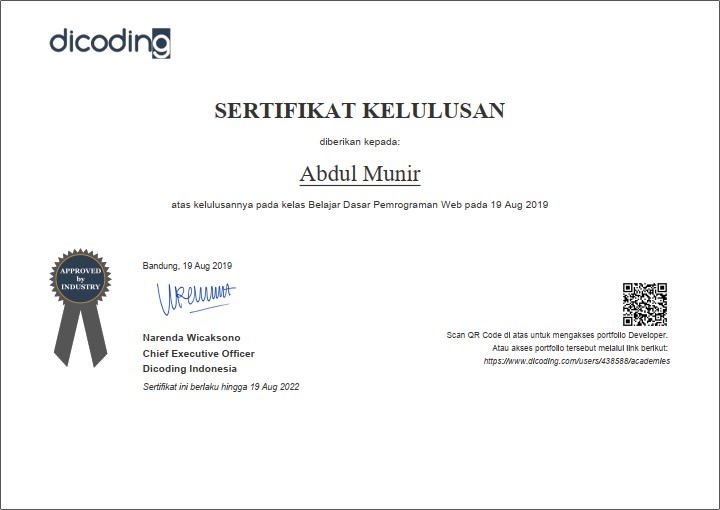 dicoding
SERTIFIKAT KELULUSAN
diberikan kepada:
Abdul Munir
atas kelulusannya pada kelas Belajar Dasar Pemrograman Web pada 19 Aug 2019
APPROVED
by
INDUSTRY
Bandung, 19 Aug 2019
Narenda Wicaksono
Chief Executive Officer
Dicoding Indonesia
Sertifikat ini berlaku hingga 19 Aug 2022
Scan QR Code di atas untuk mengakses portfolio Developer.
Atau akses portfolio tersebut melalui link berikut:
https://www.dicoding.com/users/438588/academies